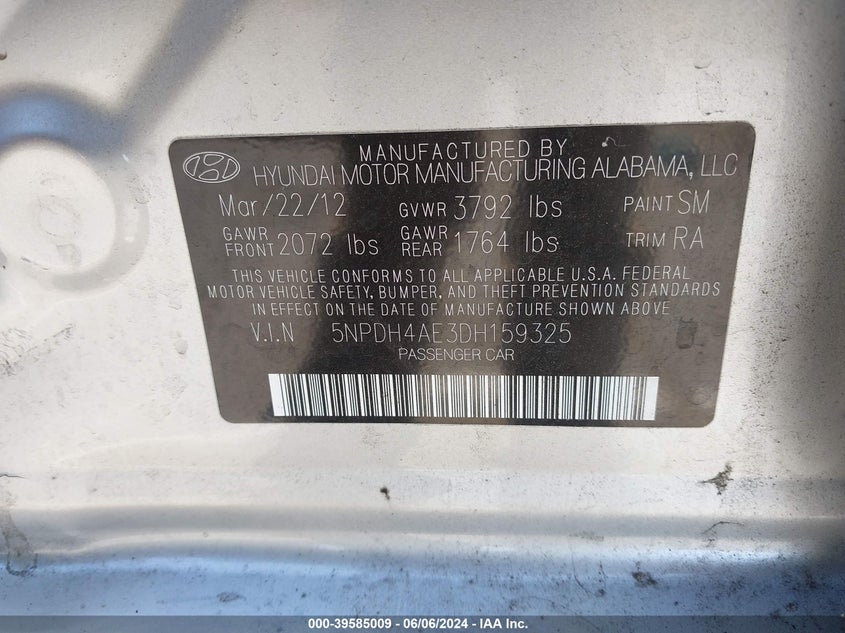 MANUFACTURED BY
HYUNDAI MOTOR MANUFACTURING ALABAMA, LLC
Mar/22/12 GVWR 3792 lbs PAINT SM
GAWR FRONT 2072 lbs GAWR REAR 1764 lbs TRIM RA
THIS VEHICLE CONFORMS TO ALL APPLICABLE U.S.A. FEDERAL
MOTOR VEHICLE SAFETY, BUMPER, AND THEFT PREVENTION STANDARDS
IN EFFECT ON THE DATE OF MANUFACTURE SHOWN ABOVE
V.I.N 5NPDH4AE3DH159325
PASSENGER CAR
000-39585009 - 06/06/2024 - IAA Inc.